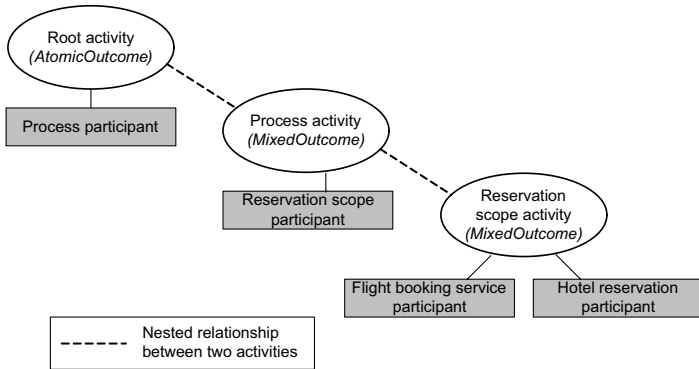 Root activity
(AtomicOutcome)
Process participant
Process activity
(MixedOutcome)
Reservation scope
participant
Reservation
scope activity
(MixedOutcome)
Flight booking service
participant
Hotel reservation
participant
Nested relationship
between two activities